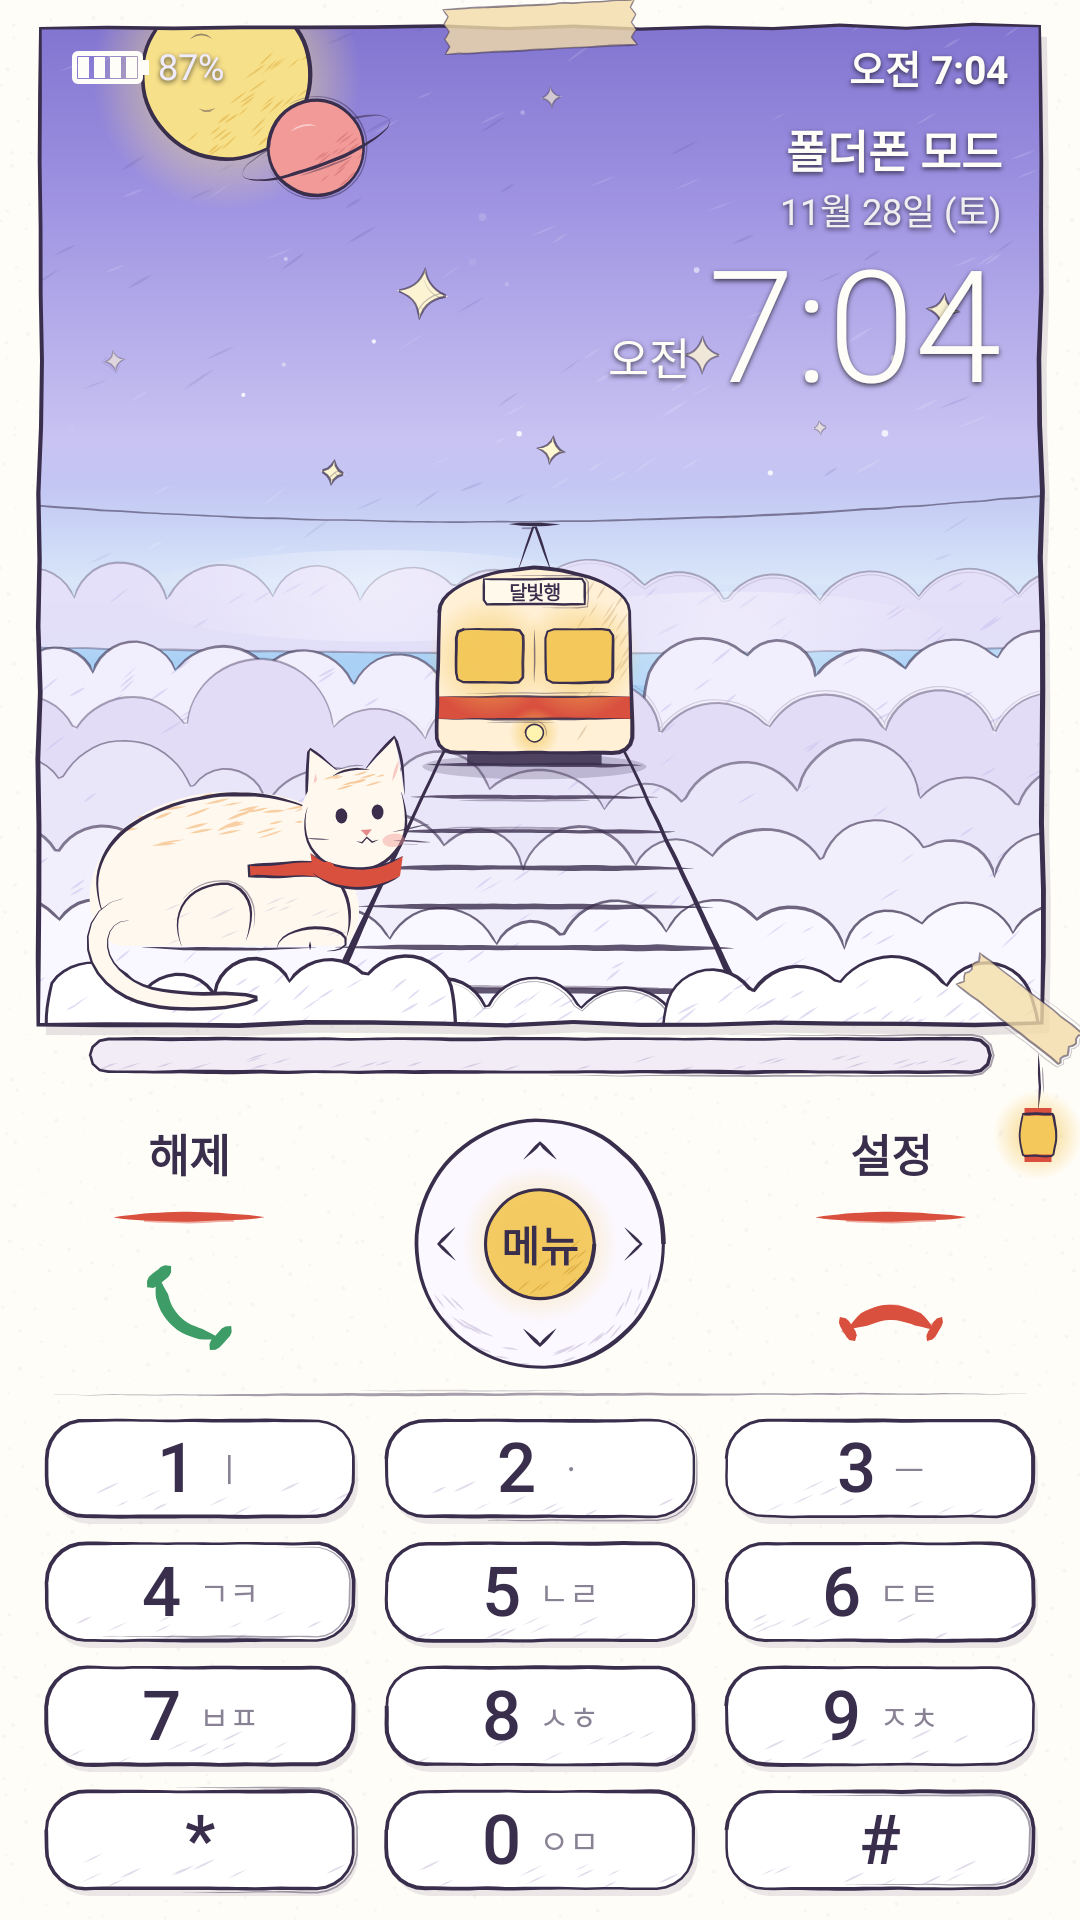 87%
오전 7:04
폴더폰 모드
11월 28일 (토)
오전 7:04
달빛행
해제
메뉴
설정
1 ㅣ
2 ·
3 ㅡ
4 ㄱㅋ
5 ㄴㄹ
6 ㄷㅌ
7 ㅂㅍ
8 ㅅㅎ
9 ㅈㅊ
*
0 ㅇㅁ
#